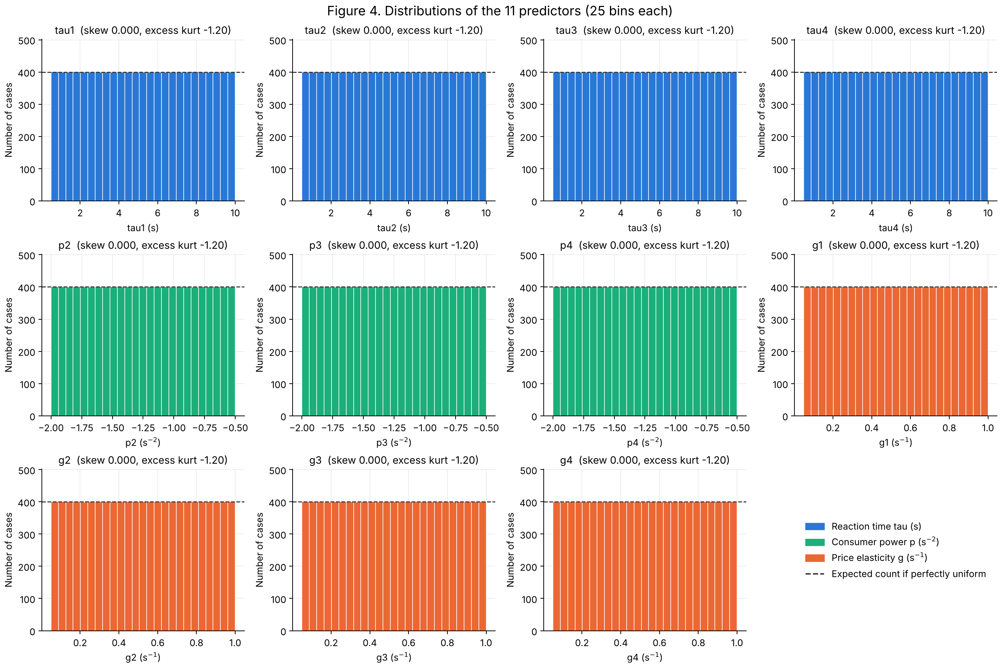 Figure 4. Distributions of the 11 predictors (25 bins each)
tau1 (skew 0.000, excess kurt -1.20)
500
400
300
200
100
0
Number of cases
2 4 6 8 10
tau1 (s)
tau2 (skew 0.000, excess kurt -1.20)
500
400
300
200
100
0
Number of cases
2 4 6 8 10
tau2 (s)
tau3 (skew 0.000, excess kurt -1.20)
500
400
300
200
100
0
Number of cases
2 4 6 8 10
tau3 (s)
tau4 (skew 0.000, excess kurt -1.20)
500
400
300
200
100
0
Number of cases
2 4 6 8 10
tau4 (s)
p2 (skew 0.000, excess kurt -1.20)
500
400
300
200
100
0
Number of cases
−2.00 −1.75 −1.50 −1.25 −1.00 −0.75 −0.50
p2 (s⁻²)
p3 (skew 0.000, excess kurt -1.20)
500
400
300
200
100
0
Number of cases
−2.00 −1.75 −1.50 −1.25 −1.00 −0.75 −0.50
p3 (s⁻²)
p4 (skew 0.000, excess kurt -1.20)
500
400
300
200
100
0
Number of cases
−2.00 −1.75 −1.50 −1.25 −1.00 −0.75 −0.50
p4 (s⁻²)
g1 (skew 0.000, excess kurt -1.20)
500
400
300
200
100
0
Number of cases
0.2 0.4 0.6 0.8 1.0
g1 (s⁻¹)
g2 (skew 0.000, excess kurt -1.20)
500
400
300
200
100
0
Number of cases
0.2 0.4 0.6 0.8 1.0
g2 (s⁻¹)
g3 (skew 0.000, excess kurt -1.20)
500
400
300
200
100
0
Number of cases
0.2 0.4 0.6 0.8 1.0
g3 (s⁻¹)
g4 (skew 0.000, excess kurt -1.20)
500
400
300
200
100
0
Number of cases
0.2 0.4 0.6 0.8 1.0
g4 (s⁻¹)
Reaction time tau (s)
Consumer power p (s⁻²)
Price elasticity g (s⁻¹)
Expected count if perfectly uniform